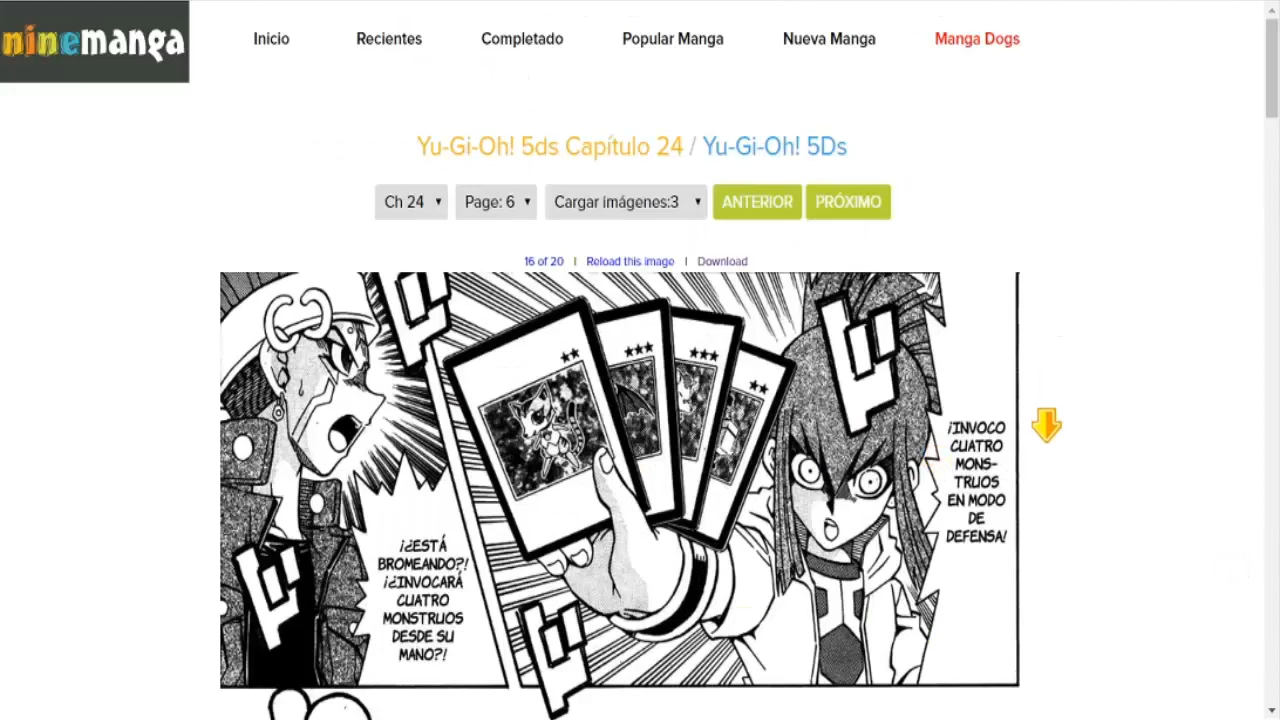 ninemanga
Inicio
Recientes
Completado
Popular Manga
Nueva Manga
Manga Dogs
Yu-Gi-Oh! 5ds Capítulo 24 / Yu-Gi-Oh! 5Ds
Ch 24
Page: 6
Cargar imágenes:3
ANTERIOR
PRÓXIMO
16 of 20 | Reload this image | Download
¡INVOCO
CUATRO
MONS-
TRUOS
EN MODO
DE
DEFENSA!
¡¿ESTÁ
BROMEANDO?!
¡¿INVOCARÁ
CUATRO
MONSTRUOS
DESDE SU
MANO?!